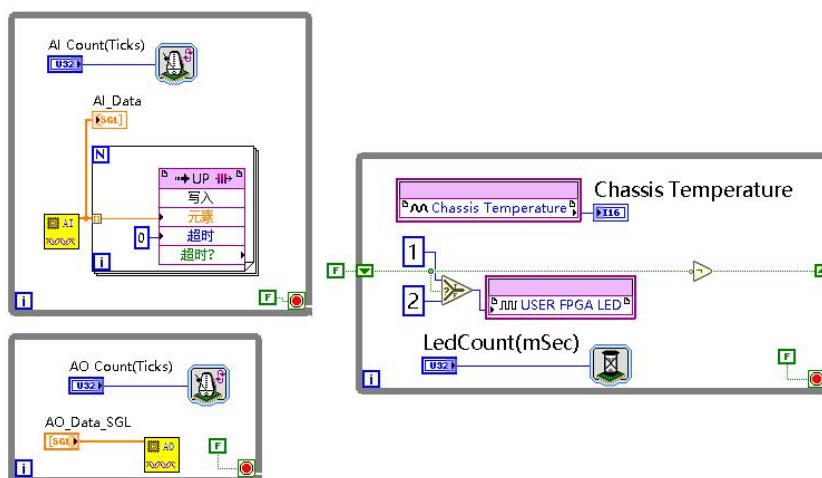 AI Count(Ticks)
U32
AI_Data
[SGL]
N
UP
写入
元素
超时
超时?
0
AI
i
i
F
AO Count(Ticks)
U32
AO_Data_SGL
[SGL]
AO
F
i
Chassis Temperature
Chassis Temperature
I16
F
1
2
USER FPGA LED
LedCount(mSec)
U32
F
i